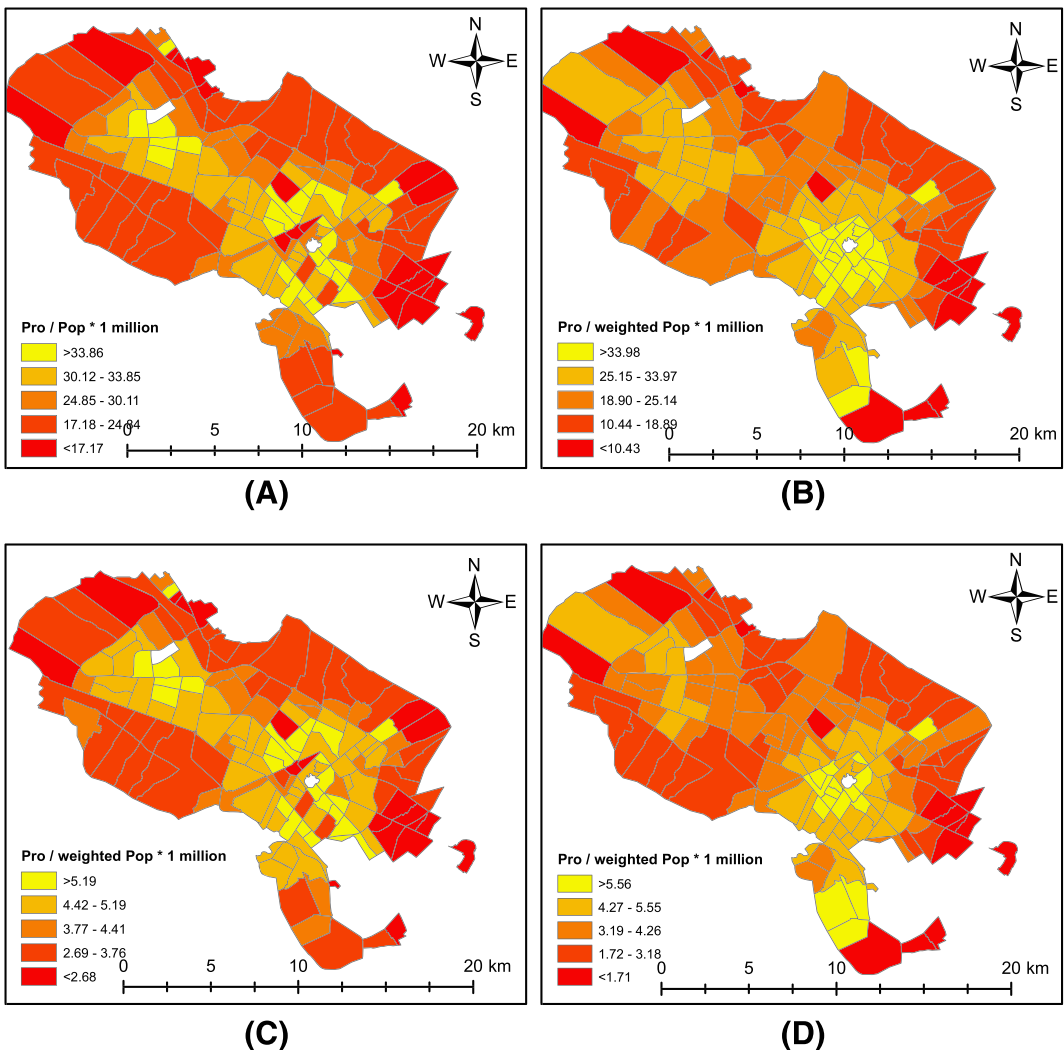 N
W E
S
Pro / Pop * 1 million
>33.86
30.12 - 33.85
24.85 - 30.11
17.18 - 24.84
<17.17
0 5 10 20 km
(A)
N
W E
S
Pro / weighted Pop * 1 million
>33.98
25.15 - 33.97
18.90 - 25.14
10.44 - 18.89
<10.43
0 5 10 20 km
(B)
N
W E
S
Pro / weighted Pop * 1 million
>5.19
4.42 - 5.19
3.77 - 4.41
2.69 - 3.76
<2.68
0 5 10 20 km
(C)
N
W E
S
Pro / weighted Pop * 1 million
>5.56
4.27 - 5.55
3.19 - 4.26
1.72 - 3.18
<1.71
0 5 10 20 km
(D)